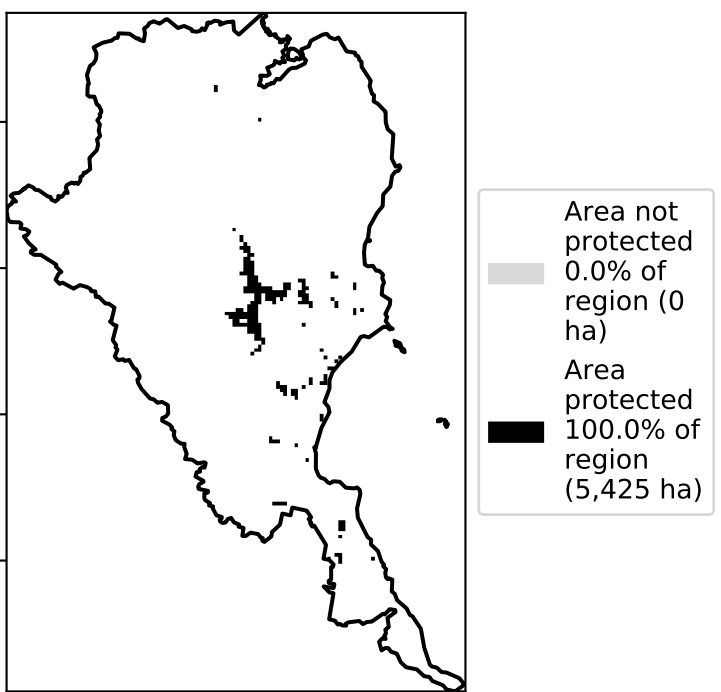 Area not
protected
0.0% of
region (0
ha)
Area
protected
100.0% of
region
(5,425 ha)